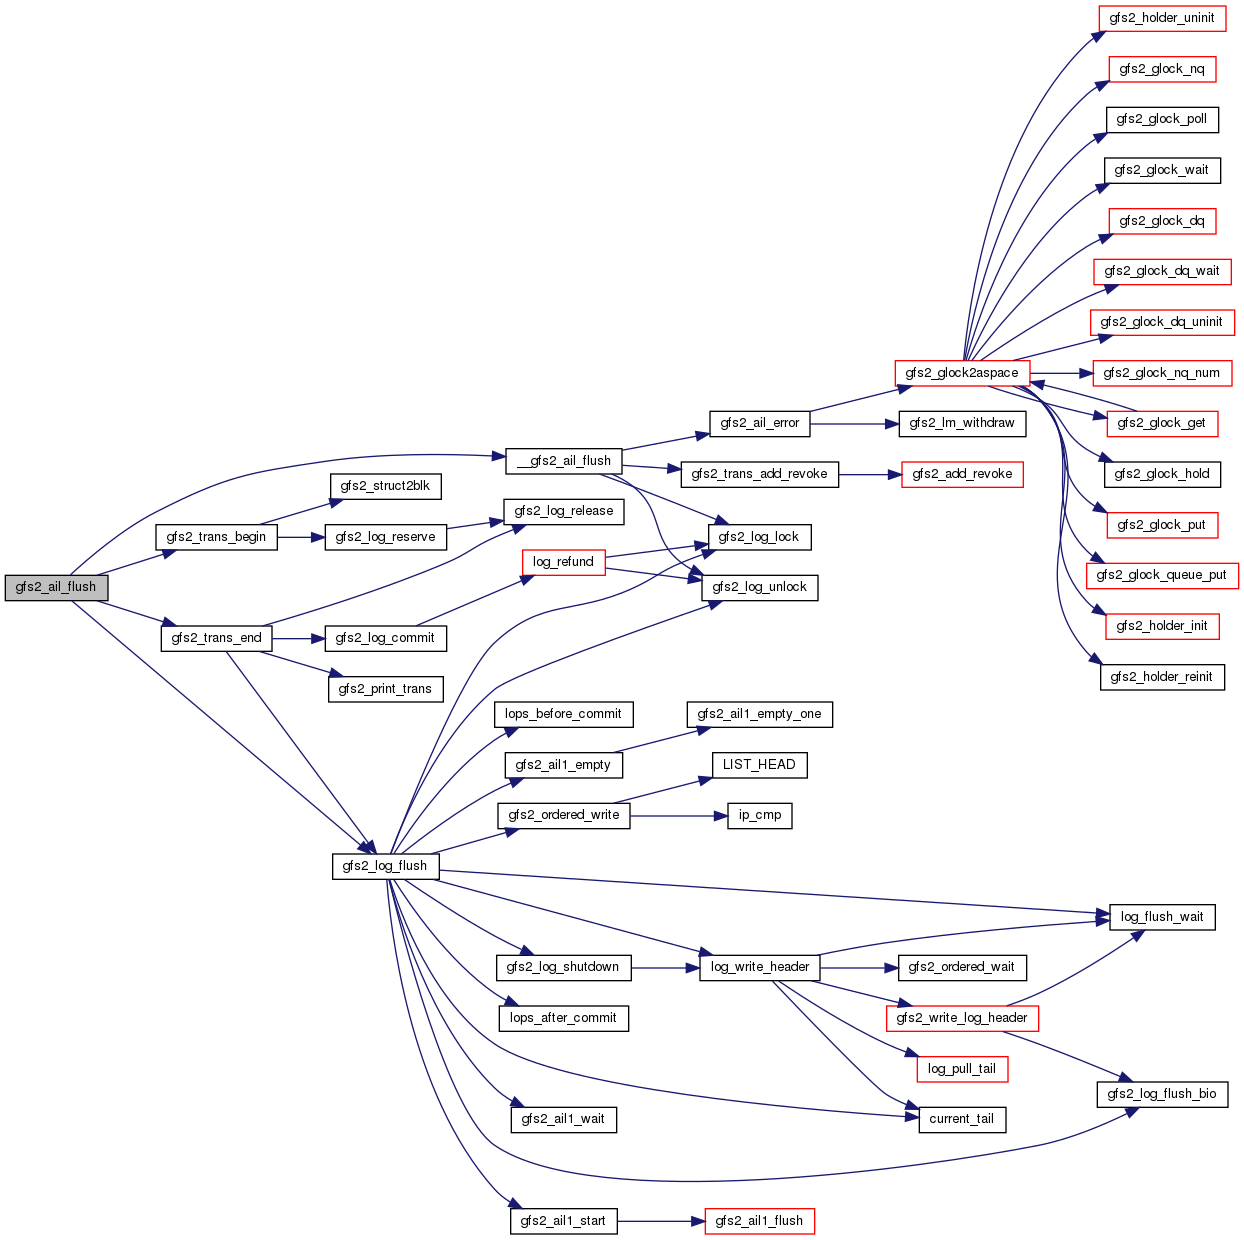 gfs2_holder_uninit
gfs2_glock_nq
gfs2_glock_poll
gfs2_glock_wait
gfs2_glock_dq
gfs2_glock_dq_wait
gfs2_glock_dq_uninit
gfs2_glock2aspace
gfs2_glock_nq_num
gfs2_ail_error
gfs2_lm_withdraw
gfs2_glock_get
__gfs2_ail_flush
gfs2_trans_add_revoke
gfs2_add_revoke
gfs2_glock_hold
gfs2_struct2blk
gfs2_log_release
gfs2_glock_put
gfs2_trans_begin
gfs2_log_reserve
gfs2_log_lock
log_refund
gfs2_glock_queue_put
gfs2_ail_flush
gfs2_log_unlock
gfs2_holder_init
gfs2_trans_end
gfs2_log_commit
gfs2_holder_reinit
gfs2_print_trans
lops_before_commit
gfs2_ail1_empty_one
gfs2_ail1_empty
LIST_HEAD
gfs2_ordered_write
ip_cmp
gfs2_log_flush
log_flush_wait
gfs2_log_shutdown
log_write_header
gfs2_ordered_wait
lops_after_commit
gfs2_write_log_header
log_pull_tail
gfs2_log_flush_bio
gfs2_ail1_wait
current_tail
gfs2_ail1_start
gfs2_ail1_flush